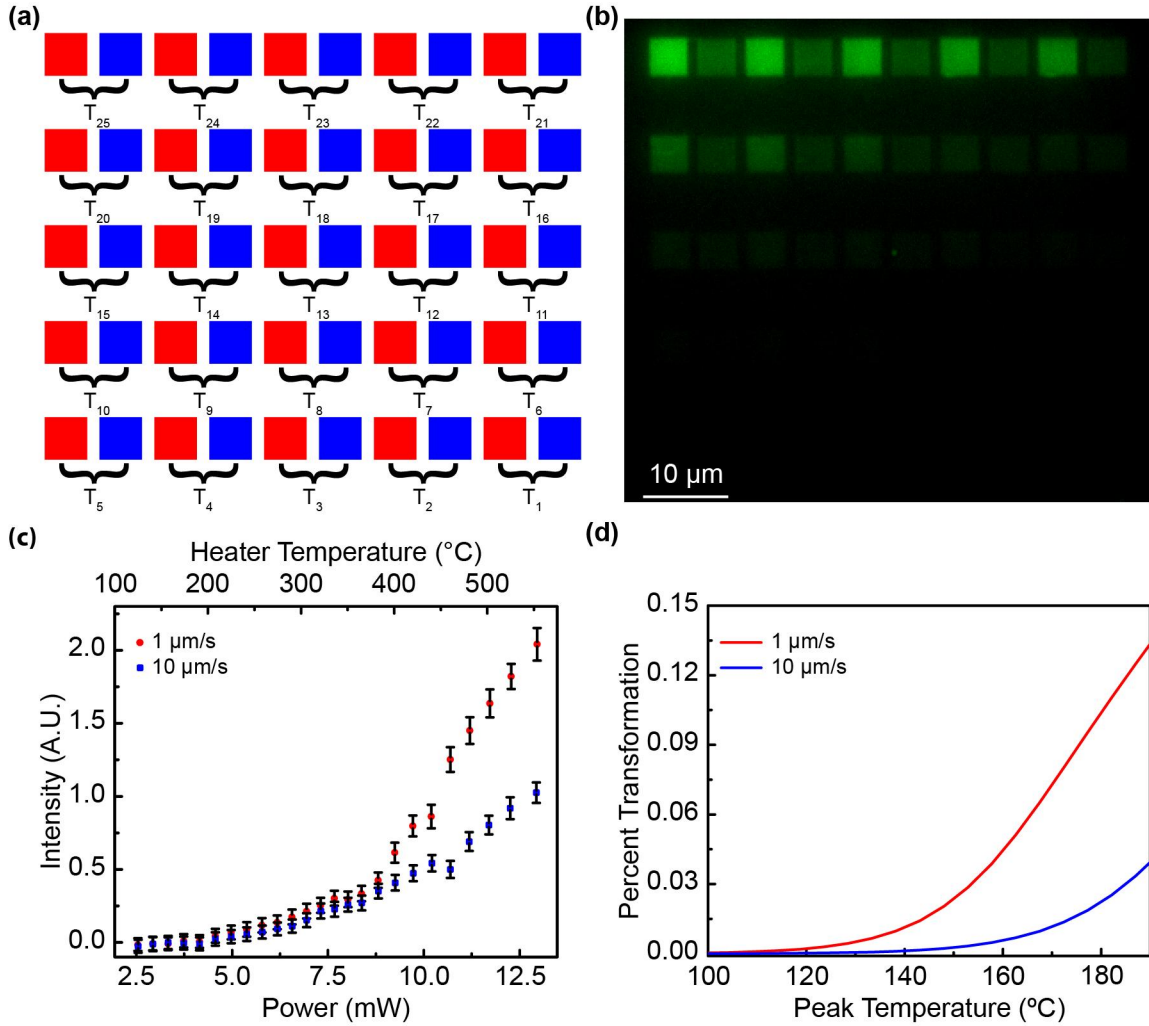 (a)
T25 T24 T23 T22 T21
T20 T19 T18 T17 T16
T15 T14 T13 T12 T11
T10 T9 T8 T7 T6
T5 T4 T3 T2 T1
(b)
10 µm
(c)
Heater Temperature (°C)
100 200 300 400 500
2.0
1.5
1.0
0.5
0.0
Intensity (A.U.)
1 µm/s
10 µm/s
2.5 5.0 7.5 10.0 12.5
Power (mW)
(d)
0.15
0.12
0.09
0.06
0.03
0.00
Percent Transformation
1 µm/s
10 µm/s
100 120 140 160 180
Peak Temperature (ºC)